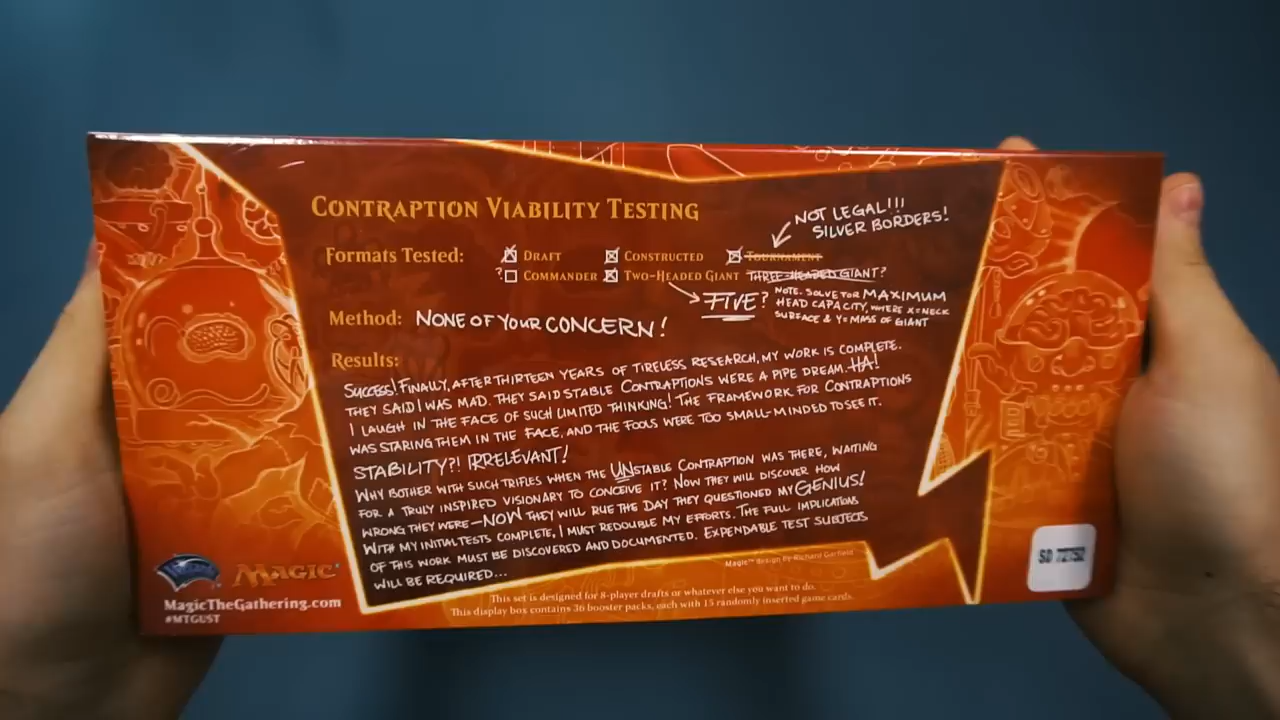 CONTRAPTION VIABILITY TESTING
NOT LEGAL!!!
SILVER BORDERS!
Formats Tested: DRAFT CONSTRUCTED TOURNAMENT
? COMMANDER TWO-HEADED GIANT THREE-HEADED GIANT?
FIVE? NOTE: SOLVE FOR MAXIMUM
HEAD CAPACITY, WHERE X=NECK
SURFACE & Y=MASS OF GIANT
Method: NONE OF YOUR CONCERN!
Results:
SUCCESS! FINALLY, AFTER THIRTEEN YEARS OF TIRELESS RESEARCH, MY WORK IS COMPLETE.
THEY SAID I WAS MAD. THEY SAID STABLE CONTRAPTIONS WERE A PIPE DREAM. HA!
I LAUGH IN THE FACE OF SUCH LIMITED THINKING! THE FRAMEWORK FOR CONTRAPTIONS
WAS STARING THEM IN THE FACE, AND THE FOOLS WERE TOO SMALL-MINDED TO SEE IT.
STABILITY?! IRRELEVANT!
WHY BOTHER WITH SUCH TRIFLES WHEN THE UNSTABLE CONTRAPTION WAS THERE, WAITING
FOR A TRULY INSPIRED VISIONARY TO CONCEIVE IT? NOW THEY WILL DISCOVER HOW
WRONG THEY WERE—NOW THEY WILL RUE THE DAY THEY QUESTIONED MY GENIUS!
WITH MY INITIAL TESTS COMPLETE, I MUST REDOUBLE MY EFFORTS. THE FULL IMPLICATIONS
OF THIS WORK MUST BE DISCOVERED AND DOCUMENTED. EXPENDABLE TEST SUBJECTS
WILL BE REQUIRED...
Magic™ design by Richard Garfield
This set is designed for 8-player drafts or whatever else you want to do.
This display box contains 36 booster packs, each with 15 randomly inserted game cards.
MAGIC
MagicTheGathering.com
#MTGUST
SD 72752